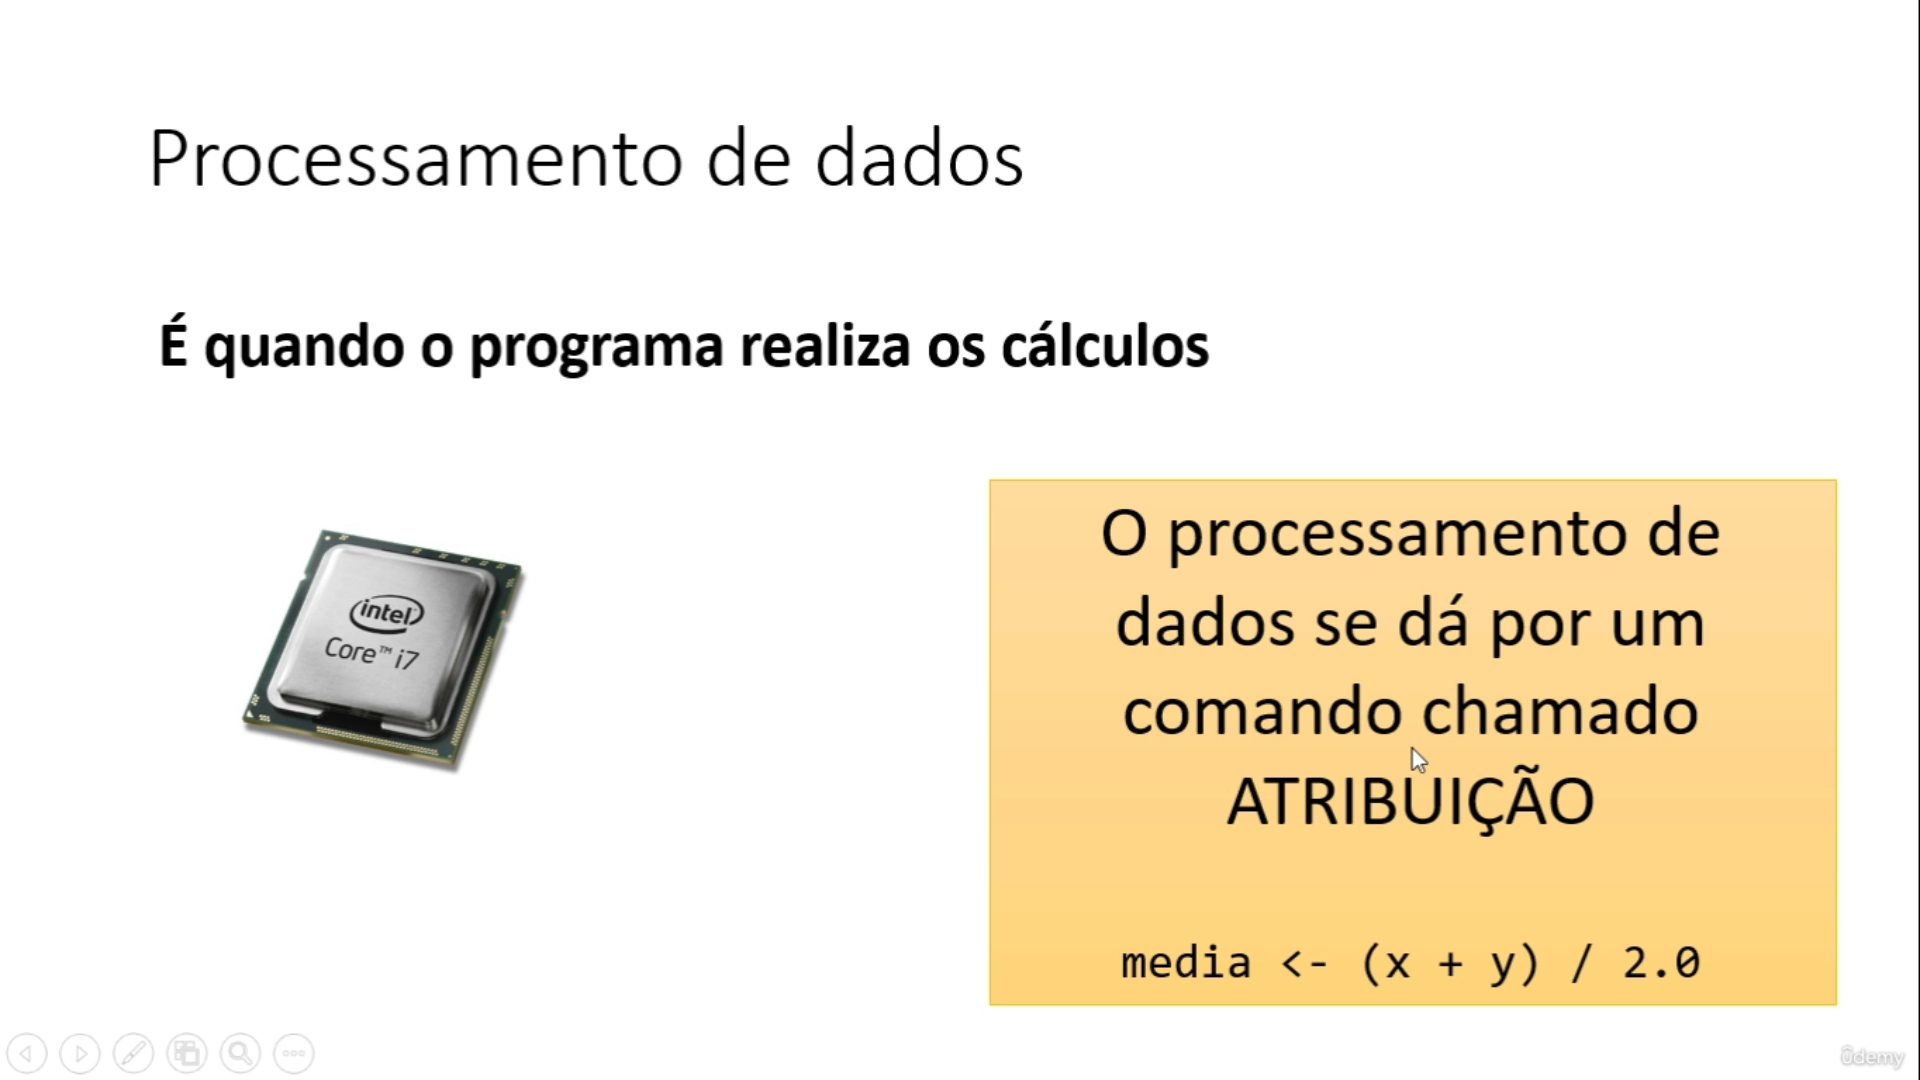 Processamento de dados
É quando o programa realiza os cálculos
intel
Core™ i7
O processamento de
dados se dá por um
comando chamado
ATRIBUIÇÃO
media <- (x + y) / 2.0
ûdemy